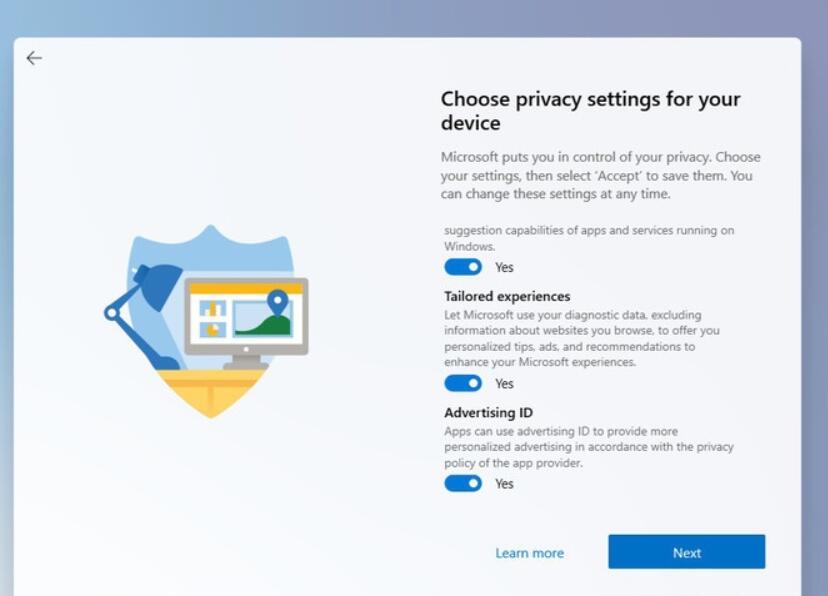 Choose privacy settings for your
device
Microsoft puts you in control of your privacy. Choose
your settings, then select ‘Accept’ to save them. You
can change these settings at any time.
suggestion capabilities of apps and services running on
Windows.
Yes
Tailored experiences
Let Microsoft use your diagnostic data, excluding
information about websites you browse, to offer you
personalized tips, ads, and recommendations to
enhance your Microsoft experiences.
Yes
Advertising ID
Apps can use advertising ID to provide more
personalized advertising in accordance with the privacy
policy of the app provider.
Yes
Learn more
Next